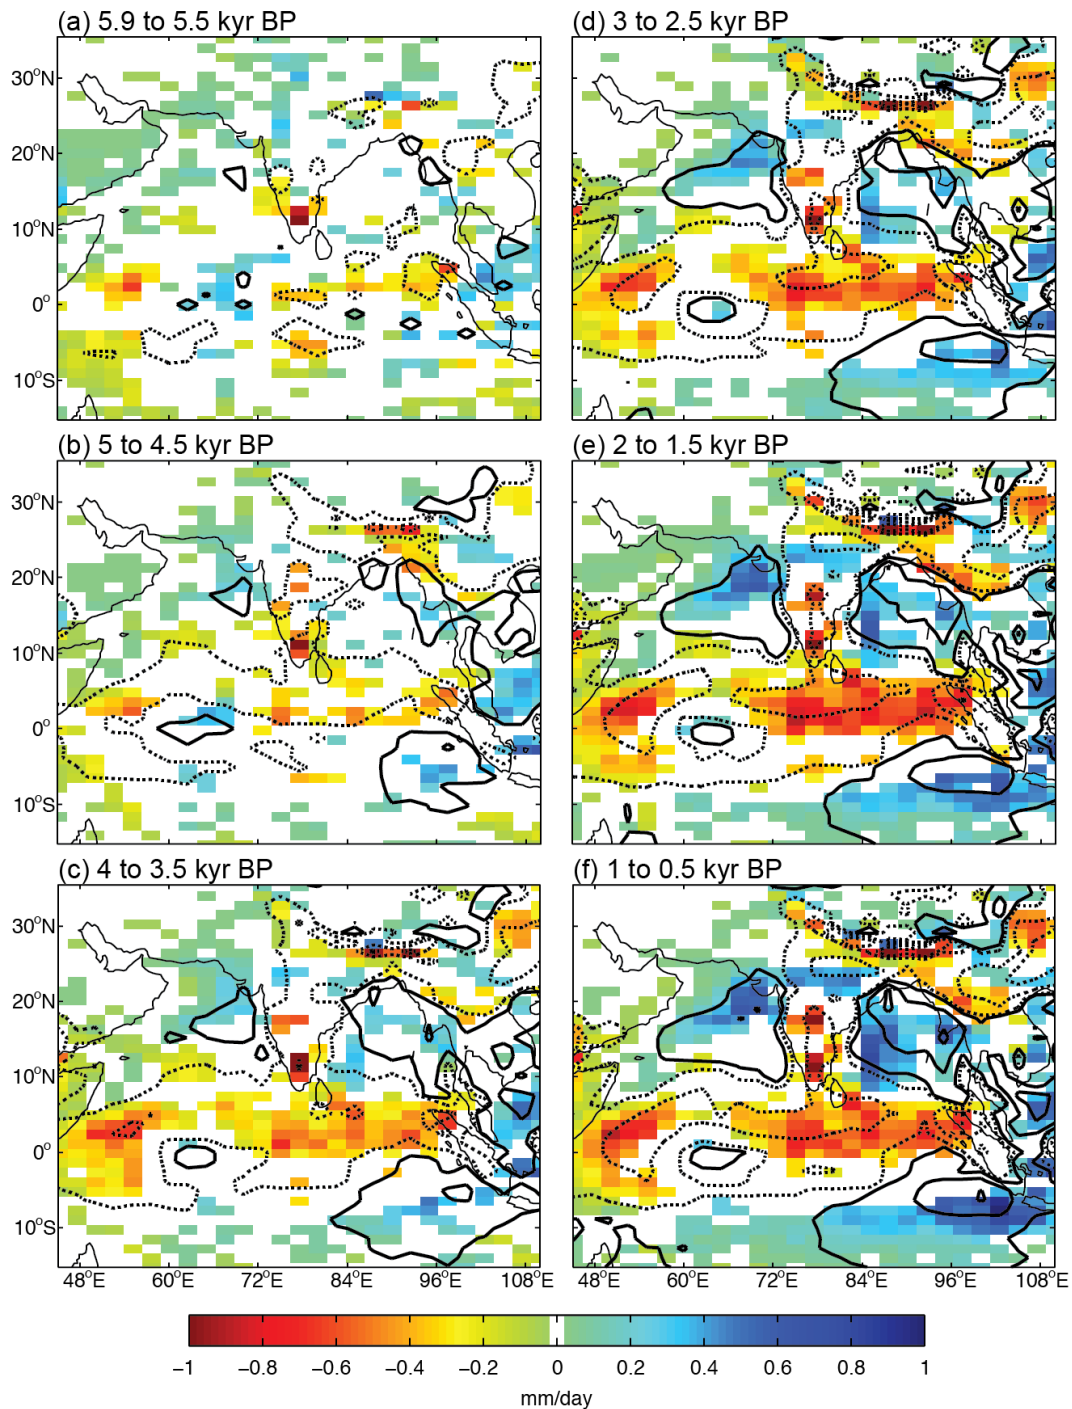 (a) 5.9 to 5.5 kyr BP
30°N
20°N
10°N
0°
10°S
(b) 5 to 4.5 kyr BP
30°N
20°N
10°N
0°
10°S
(c) 4 to 3.5 kyr BP
30°N
20°N
10°N
0°
10°S
48°E 60°E 72°E 84°E 96°E 108°E
(d) 3 to 2.5 kyr BP
(e) 2 to 1.5 kyr BP
(f) 1 to 0.5 kyr BP
48°E 60°E 72°E 84°E 96°E 108°E
−1 −0.8 −0.6 −0.4 −0.2 0 0.2 0.4 0.6 0.8 1
mm/day